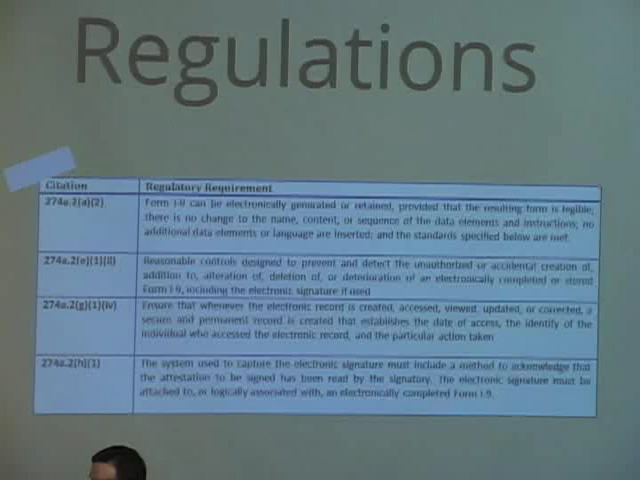 Regulations
Citation Regulatory Requirement
274a.2(a)(2) Form I-9 can be electronically generated or retained, provided that the resulting form is legible;
there is no change to the name, content, or sequence of the data elements and instructions; no
additional data elements or language are inserted; and the standards specified below are met.
274a.2(e)(1)(ii) Reasonable controls designed to prevent and detect the unauthorized or accidental creation of,
addition to, alteration of, deletion of, or deterioration of an electronically completed or stored
Form I-9, including the electronic signature if used
274a.2(g)(1)(iv) Ensure that whenever the electronic record is created, accessed, viewed, updated, or corrected, a
secure and permanent record is created that establishes the date of access, the identity of the
individual who accessed the electronic record, and the particular action taken
274a.2(h)(1) The system used to capture the electronic signature must include a method to acknowledge that
the attestation to be signed has been read by the signatory. The electronic signature must be
attached to, or logically associated with, an electronically completed Form I-9.